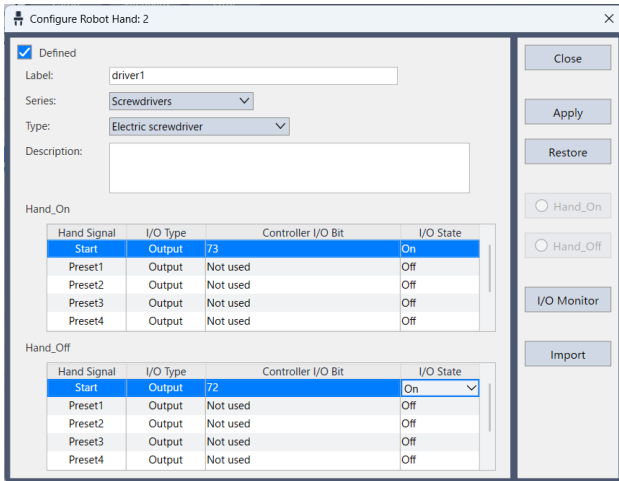 Configure Robot Hand: 2
Defined
Label: driver1
Series: Screwdrivers
Type: Electric screwdriver
Description:
Hand_On
Hand Signal I/O Type Controller I/O Bit I/O State
Start Output 73 On
Preset1 Output Not used Off
Preset2 Output Not used Off
Preset3 Output Not used Off
Preset4 Output Not used Off
Hand_Off
Hand Signal I/O Type Controller I/O Bit I/O State
Start Output 72 On
Preset1 Output Not used Off
Preset2 Output Not used Off
Preset3 Output Not used Off
Preset4 Output Not used Off
Close
Apply
Restore
Hand_On
Hand_Off
I/O Monitor
Import